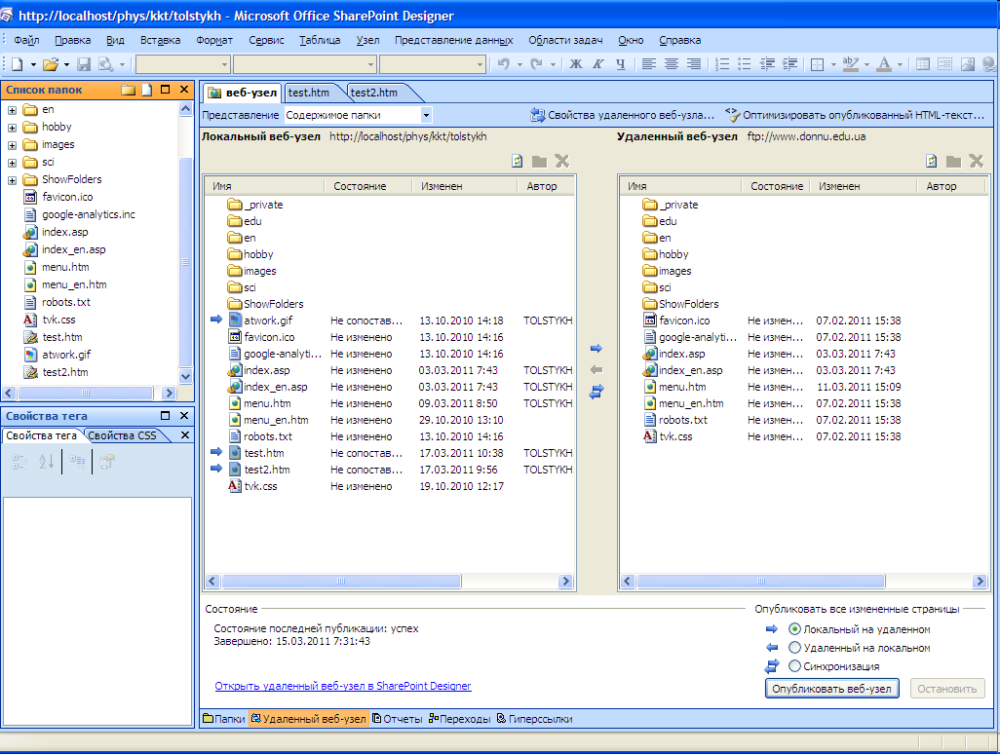 http://localhost/phys/kkt/tolstykh - Microsoft Office SharePoint Designer
Файл Правка Вид Вставка Формат Сервис Таблица Узел Представление данных Области задач Окно Справка
Ж К Ч
Список папок
en
hobby
images
sci
ShowFolders
favicon.ico
google-analytics.inc
index.asp
index_en.asp
menu.htm
menu_en.htm
robots.txt
tvk.css
test.htm
atwork.gif
test2.htm
Свойства тега
Свойства тега Свойства CSS
веб-узел test.htm test2.htm
Представление Содержимое папки Свойства удаленного веб-узла... Оптимизировать опубликованный HTML-текст...
Локальный веб-узел http://localhost/phys/kkt/tolstykh
Имя Состояние Изменен Автор
_private
edu
en
hobby
images
sci
ShowFolders
atwork.gif Не сопостав... 13.10.2010 14:18 TOLSTYKH
favicon.ico Не изменено 13.10.2010 14:16
google-analyti... Не изменено 13.10.2010 14:16
index.asp Не изменено 03.03.2011 7:43 TOLSTYKH
index_en.asp Не изменено 03.03.2011 7:43 TOLSTYKH
menu.htm Не изменено 09.03.2011 8:50 TOLSTYKH
menu_en.htm Не изменено 29.10.2010 13:10
robots.txt Не изменено 13.10.2010 14:16
test.htm Не сопостав... 17.03.2011 10:38 TOLSTYKH
test2.htm Не сопостав... 17.03.2011 9:56 TOLSTYKH
tvk.css Не изменено 19.10.2010 12:17
Удаленный веб-узел ftp://www.donnu.edu.ua
Имя Состояние Изменен Автор
_private
edu
en
hobby
images
sci
ShowFolders
favicon.ico Не измен... 07.02.2011 15:38
google-analyti... Не измен... 07.02.2011 15:38
index.asp Не измен... 03.03.2011 7:43
index_en.asp Не измен... 03.03.2011 7:43
menu.htm Не измен... 11.03.2011 15:09
menu_en.htm Не измен... 07.02.2011 15:38
robots.txt Не измен... 07.02.2011 15:38
tvk.css Не измен... 07.02.2011 15:38
Состояние
Состояние последней публикации: успех
Завершено: 15.03.2011 7:31:43
Открыть удаленный веб-узел в SharePoint Designer
Опубликовать все измененные страницы
Локальный на удаленном
Удаленный на локальном
Синхронизация
Опубликовать веб-узел Остановить
Папки Удаленный веб-узел Отчеты Переходы Гиперссылки